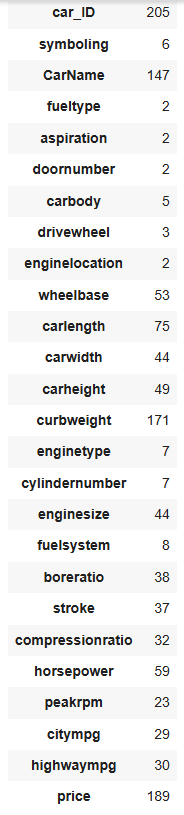 car_ID 205
symboling 6
CarName 147
fueltype 2
aspiration 2
doornumber 2
carbody 5
drivewheel 3
enginelocation 2
wheelbase 53
carlength 75
carwidth 44
carheight 49
curbweight 171
enginetype 7
cylindernumber 7
enginesize 44
fuelsystem 8
boreratio 38
stroke 37
compressionratio 32
horsepower 59
peakrpm 23
citympg 29
highwaympg 30
price 189